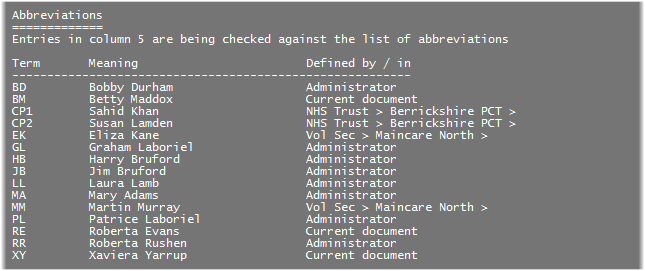 Abbreviations
=============
Entries in column 5 are being checked against the list of abbreviations
Term Meaning Defined by / in
---------------------------------------------------------
BD Bobby Durham Administrator
BM Betty Maddox Current document
CP1 Sahid Khan NHS Trust > Berrickshire PCT >
CP2 Susan Lamden NHS Trust > Berrickshire PCT >
EK Eliza Kane Vol Sec > Maincare North >
GL Graham Laboriel Administrator
HB Harry Bruford Administrator
JB Jim Bruford Administrator
LL Laura Lamb Administrator
MA Mary Adams Administrator
MM Martin Murray Vol Sec > Maincare North >
PL Patrice Laboriel Administrator
RE Roberta Evans Current document
RR Roberta Rushen Administrator
XY Xaviera Yarrup Current document